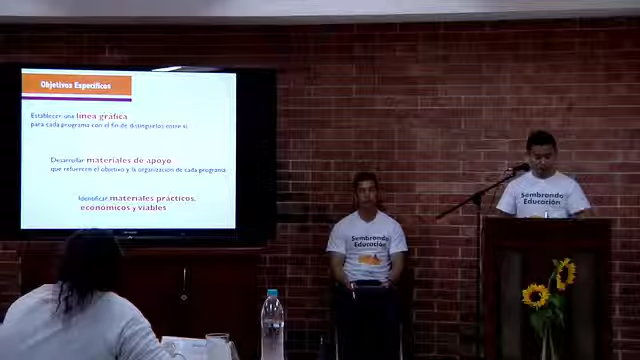 Objetivos Específicos
Establecer una línea gráfica
para cada programa con el fin de distinguirlos entre sí
Desarrollar materiales de apoyo
que refuercen el objetivo y la organización de cada programa
Identificar materiales prácticos,
económicos y viables
Sembrando
Educación
Sembrando
Educación